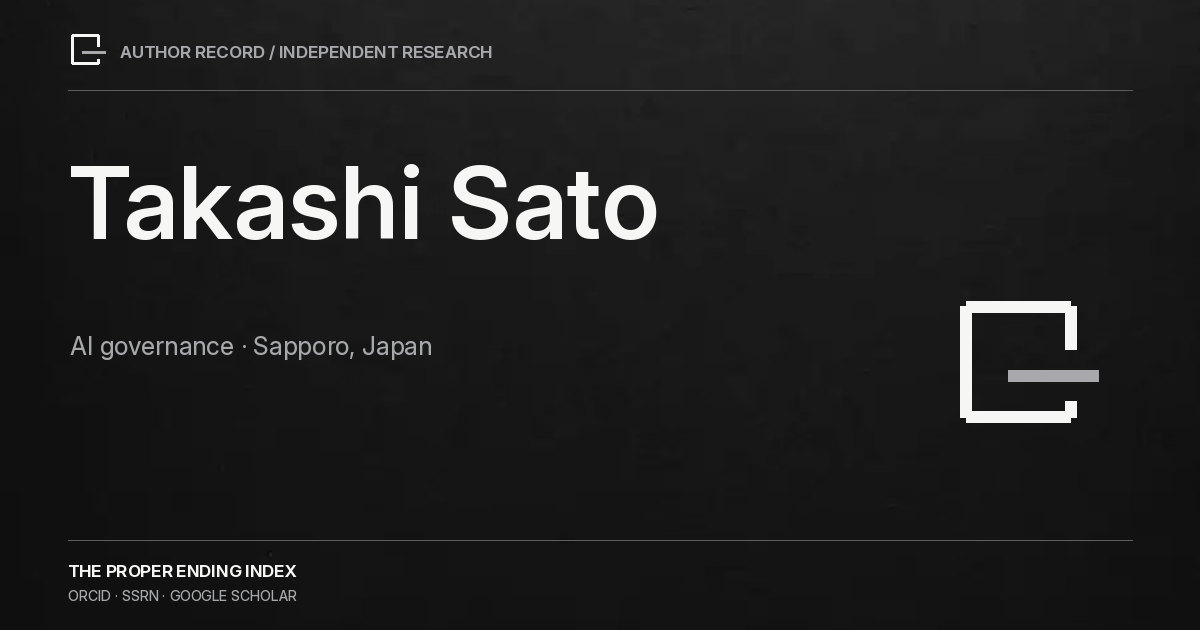 AUTHOR RECORD / INDEPENDENT RESEARCH
Takashi Sato
AI governance · Sapporo, Japan
THE PROPER ENDING INDEX
ORCID · SSRN · GOOGLE SCHOLAR